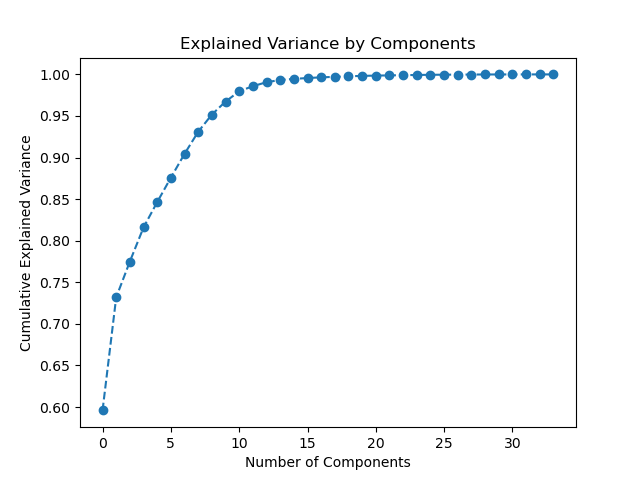 Explained Variance by Components
1.00
0.95
0.90
0.85
0.80
0.75
0.70
0.65
0.60
Cumulative Explained Variance
0 5 10 15 20 25 30
Number of Components